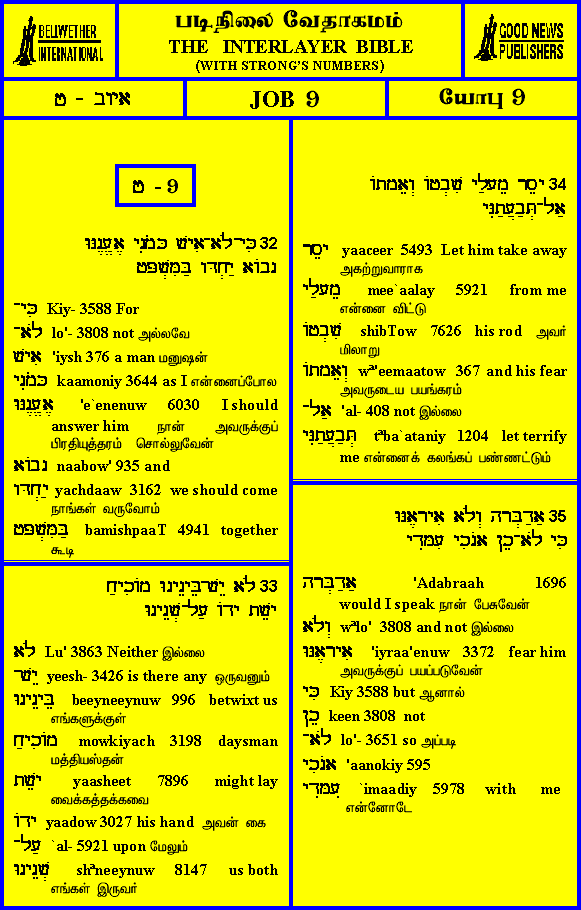 BELLWETHER
INTERNATIONAL
படிநிலை வேதாகமம்
THE INTERLAYER BIBLE
(WITH STRONG'S NUMBERS)
GOOD NEWS
PUBLISHERS
איוב - ט
JOB 9
யோபு 9
ט - 9
32 כִּי־לֹא־אִישׁ כָּמֹנִי אֶעֱנֶנּוּ
נָבוֹא יַחְדָּו בַּמִּשְׁפָּט
כִּי־ Kiy- 3588 For
לֹא־ lo'- 3808 not அல்லவே
אִישׁ 'iysh 376 a man மனுஷன்
כָּמֹנִי kaamoniy 3644 as I என்னைப்போல
אֶעֱנֶנּוּ 'e`enenuw 6030 I should
answer him நான் அவருக்குப்
பிரதியுத்தரம் சொல்லுவேன்
נָבוֹא naabow' 935 and
יַחְדָּו yachdaaw 3162 we should come
நாங்கள் வருவோம்
בַּמִּשְׁפָּט bamishpaaT 4941 together
கூடி
33 לֹא יֵשׁ־בֵּינֵינוּ מוֹכִיחַ
יָשֵׁת יָדוֹ עַל־שְׁנֵינוּ
לֹא Lu' 3863 Neither இல்லை
יֵשׁ־ yeesh- 3426 is there any ஒருவனும்
בֵּינֵינוּ beeyneeynuw 996 betwixt us
எங்களுக்குள்
מוֹכִיחַ mowkiyach 3198 daysman
மத்தியஸ்தன்
יָשֵׁת yaasheet 7896 might lay
வைக்கத்தக்கவை
יָדוֹ yaadow 3027 his hand அவன் கை
עַל־ `al- 5921 upon மேலும்
שְׁנֵינוּ shªneeynuw 8147 us both
எங்கள் இருவர்
34 יָסֵר מֵעָלַי שִׁבְטוֹ וְאֵמָתוֹ
אַל־תְּבַעֲתַנִּי
יָסֵר yaaceer 5493 Let him take away
அகற்றுவாராக
מֵעָלַי mee`aalay 5921 from me
என்னை விட்டு
שִׁבְטוֹ shibTow 7626 his rod அவர்
மிலாறு
וְאֵמָתוֹ wª'eemaatow 367 and his fear
அவருடைய பயங்கரம்
אַל־ 'al- 408 not இல்லை
תְּבַעֲתַנִּי tªba`ataniy 1204 let terrify
me என்னைக் கலங்கப் பண்ணட்டும்
35 אֲדַבְּרָה וְלֹא אִירָאֶנּוּ
כִּי לֹא־כֵן אָנֹכִי עִמָּדִי
אֲדַבְּרָה 'Adabraah 1696
would I speak நான் பேசுவேன்
וְלֹא wªlo' 3808 and not இல்லை
אִירָאֶנּוּ 'iyraa'enuw 3372 fear him
அவருக்குப் பயப்படுவேன்
כִּי Kiy 3588 but ஆனால்
כֵן keen 3808 not
לֹא־ lo'- 3651 so அப்படி
אָנֹכִי 'aanokiy 595
עִמָּדִי `imaadiy 5978 with me
என்னோடே